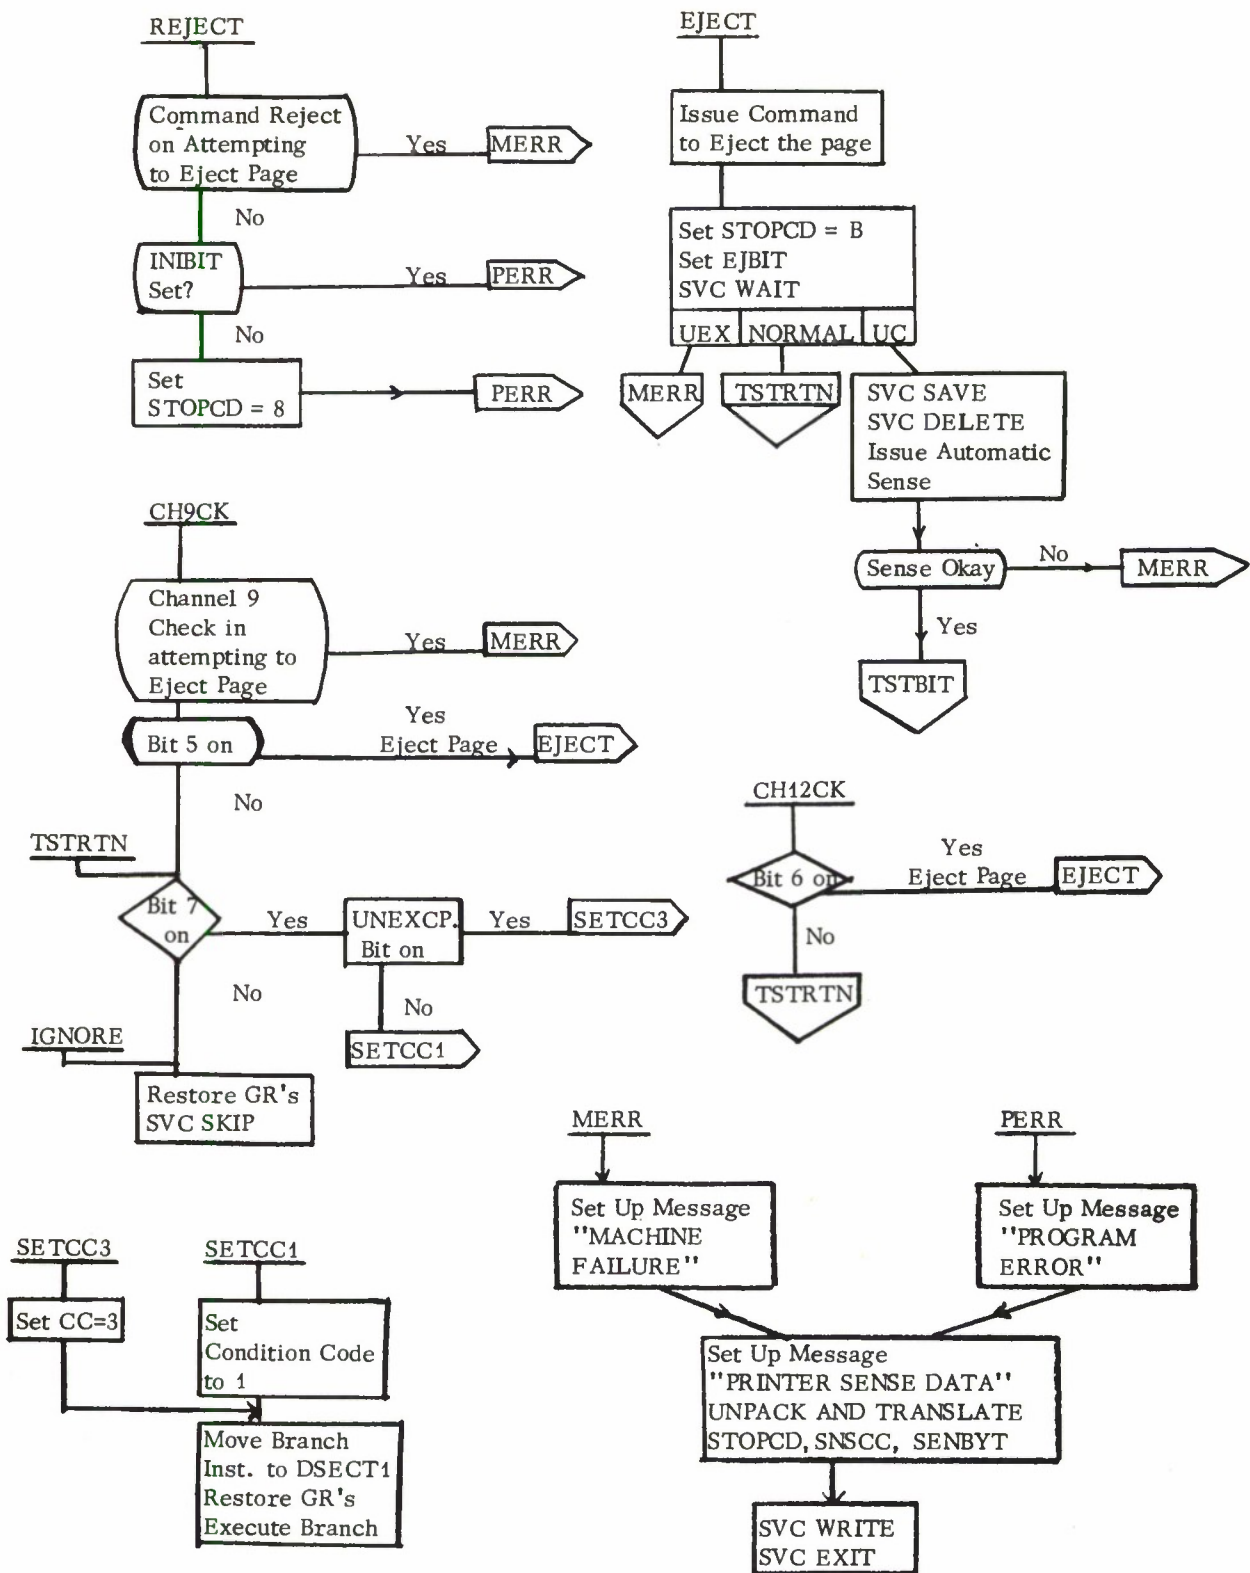 REJECT
Command Reject
on Attempting
to Eject Page
Yes
MERR
No
INIBIT
Set?
Yes
PERR
No
Set
STOPCD = 8
PERR
EJECT
Issue Command
to Eject the page
Set STOPCD = B
Set EJBIT
SVC WAIT
UEX
NORMAL
UC
MERR
TSTRTN
SVC SAVE
SVC DELETE
Issue Automatic
Sense
Sense Okay
No
MERR
Yes
TSTBIT
CH9CK
Channel 9
Check in
attempting to
Eject Page
Yes
MERR
Bit 5 on
Yes
Eject Page
EJECT
No
TSTRTN
Bit 7
on
Yes
UNEXCP.
Bit on
Yes
SETCC3
No
SETCC1
No
IGNORE
Restore GR's
SVC SKIP
CH12CK
Bit 6 on
Yes
Eject Page
EJECT
No
TSTRTN
SETCC3
Set CC=3
SETCC1
Set
Condition Code
to 1
Move Branch
Inst. to DSECT1
Restore GR's
Execute Branch
MERR
Set Up Message
"MACHINE
FAILURE"
PERR
Set Up Message
"PROGRAM
ERROR"
Set Up Message
"PRINTER SENSE DATA"
UNPACK AND TRANSLATE
STOPCD, SNSCC, SENBYT
SVC WRITE
SVC EXIT